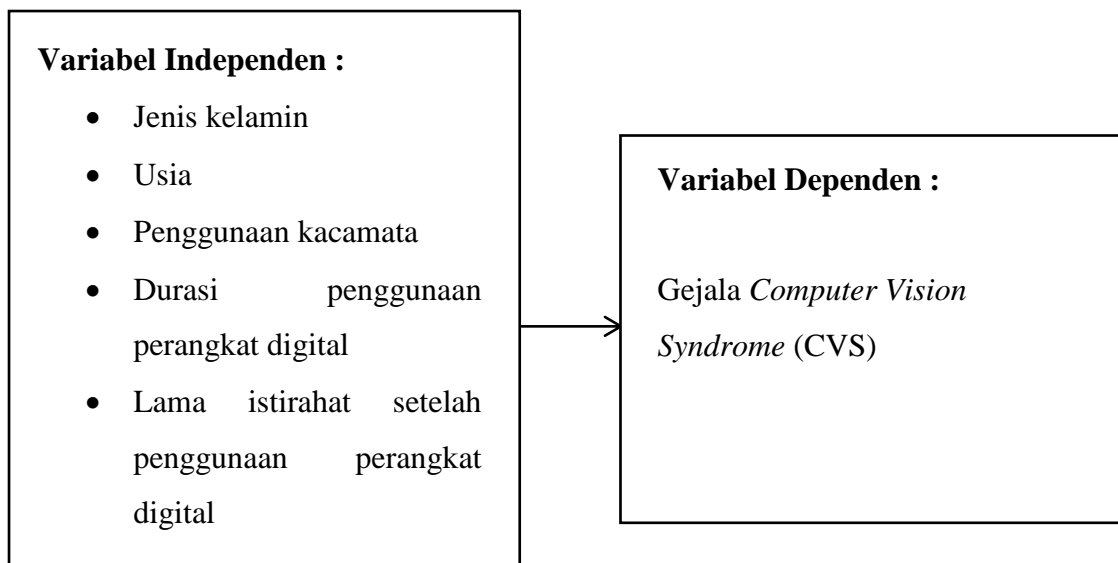 Variabel Independen :
• Jenis kelamin
• Usia
• Penggunaan kacamata
• Durasi penggunaan
perangkat digital
• Lama istirahat setelah
penggunaan perangkat
digital
Variabel Dependen :
Gejala Computer Vision
Syndrome (CVS)